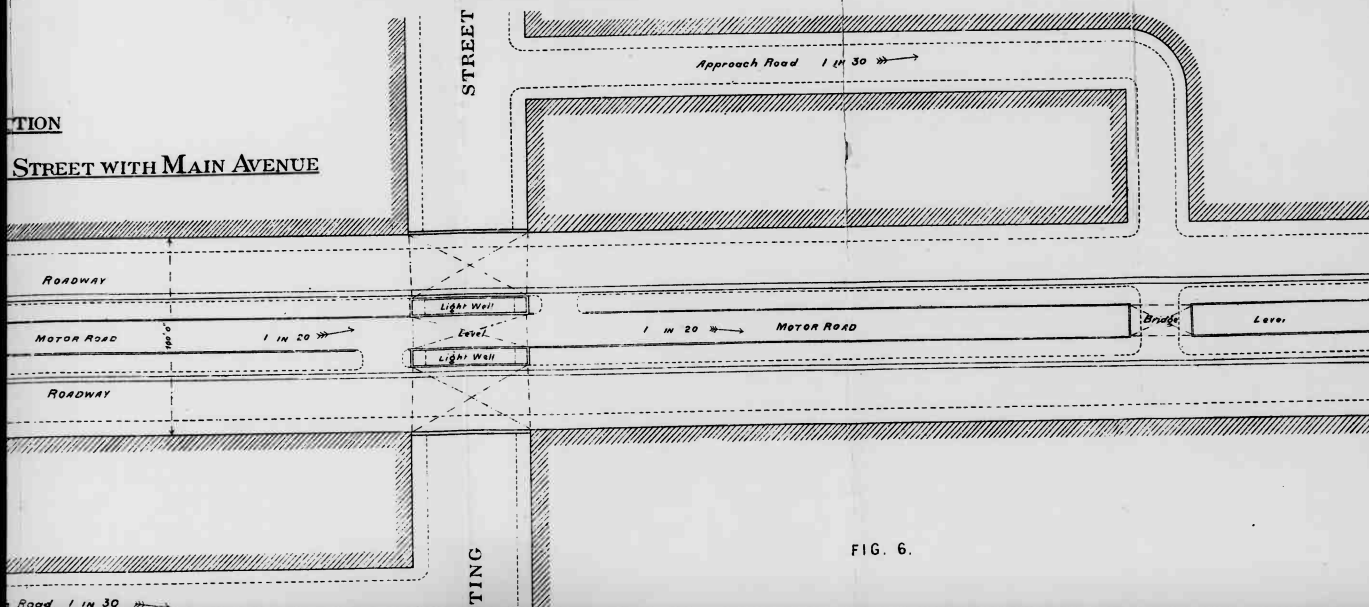 STREET
Approach Road 1 IN 30
TION
STREET WITH MAIN AVENUE
ROADWAY
Light Well
MOTOR ROAD
100'.0"
1 IN 20
Level
1 IN 20
MOTOR ROAD
Bridge
Level
Light Well
ROADWAY
FIG. 6.
TING
Road 1 IN 30